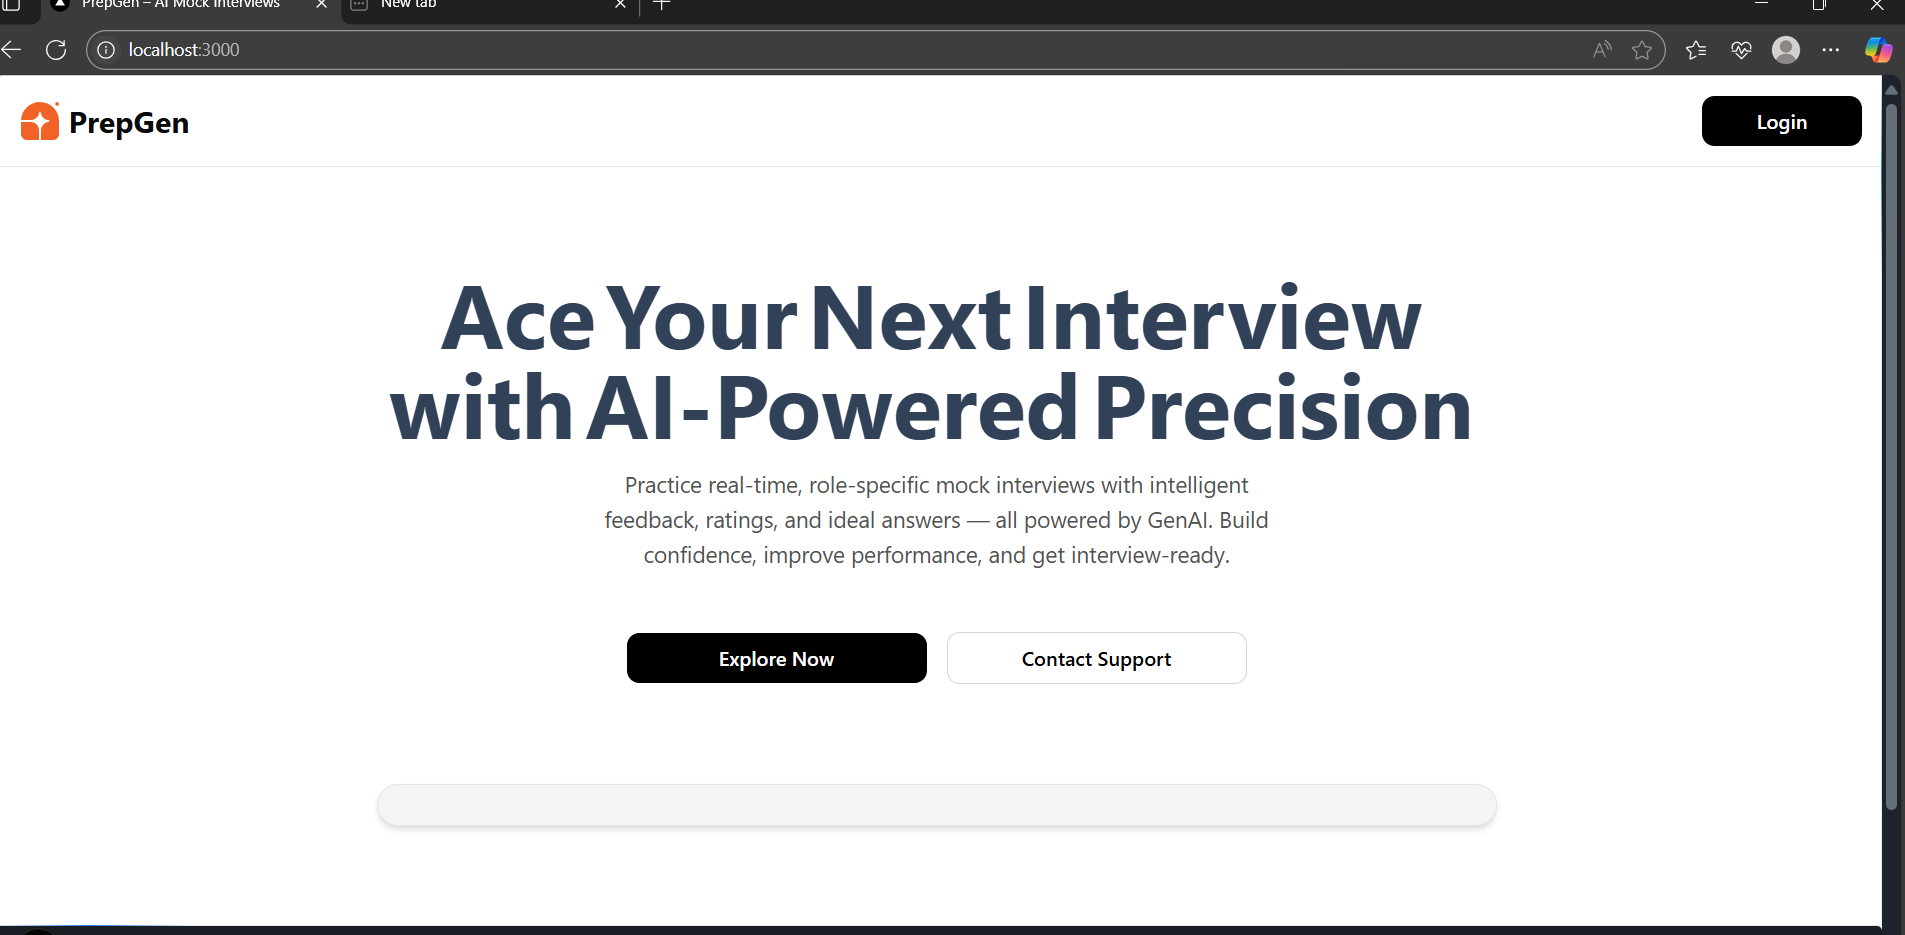 PrepGen – AI Mock Interviews
New tab
localhost:3000
PrepGen
Login
Ace Your Next Interview
with AI-Powered Precision
Practice real-time, role-specific mock interviews with intelligent
feedback, ratings, and ideal answers — all powered by GenAI. Build
confidence, improve performance, and get interview-ready.
Explore Now
Contact Support